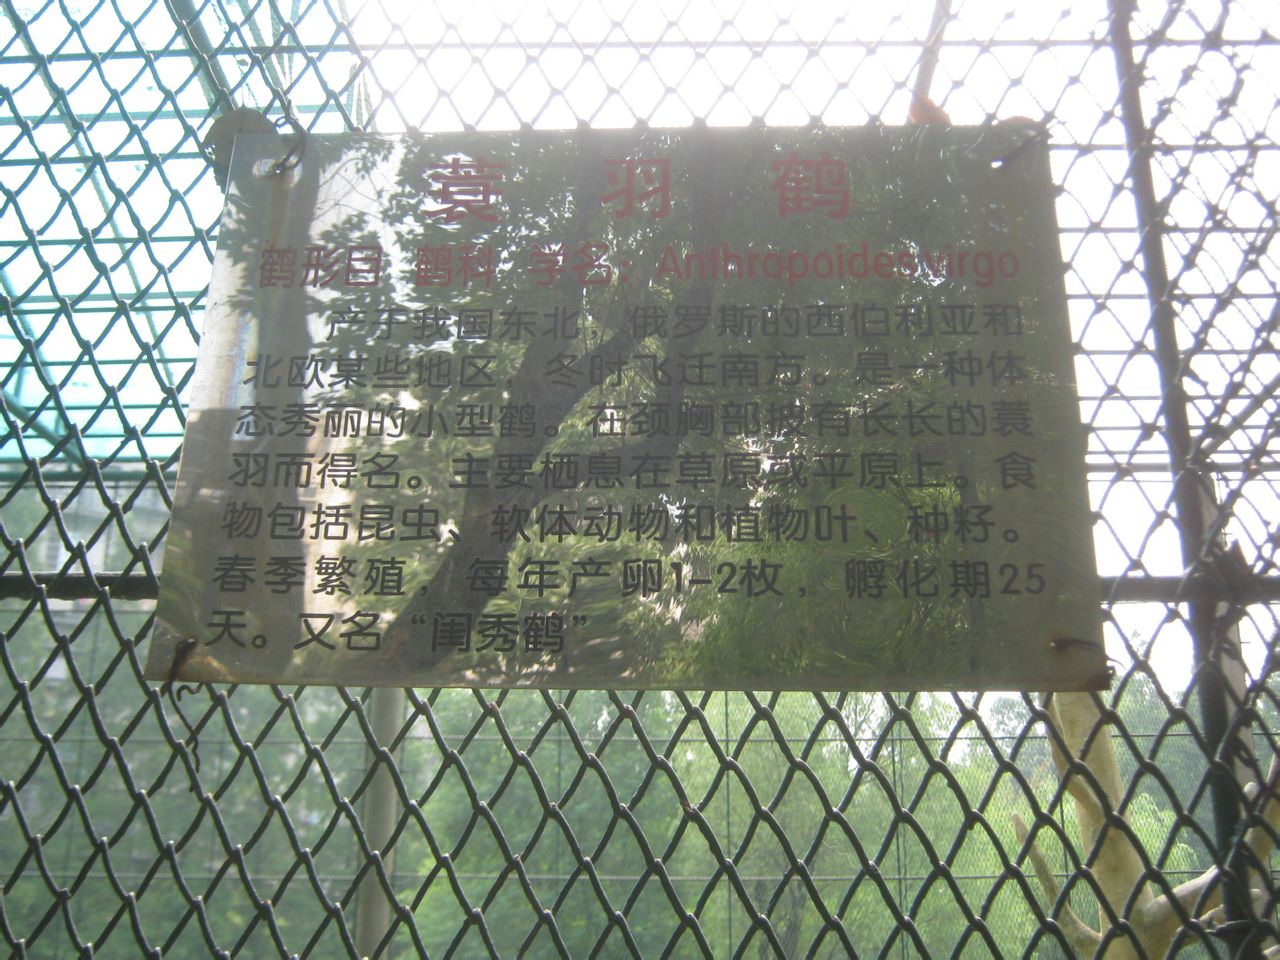 蓑羽鹤
鹤形目 鹤科 学名：Anthropoides virgo
产于我国东北，俄罗斯的西伯利亚和
北欧某些地区，冬时飞迁南方。是一种体
态秀丽的小型鹤。在颈胸部披有长长的蓑
羽而得名。主要栖息在草原或平原上。食
物包括昆虫、软体动物和植物叶、种籽。
春季繁殖，每年产卵1-2枚，孵化期25
天。又名“闺秀鹤”